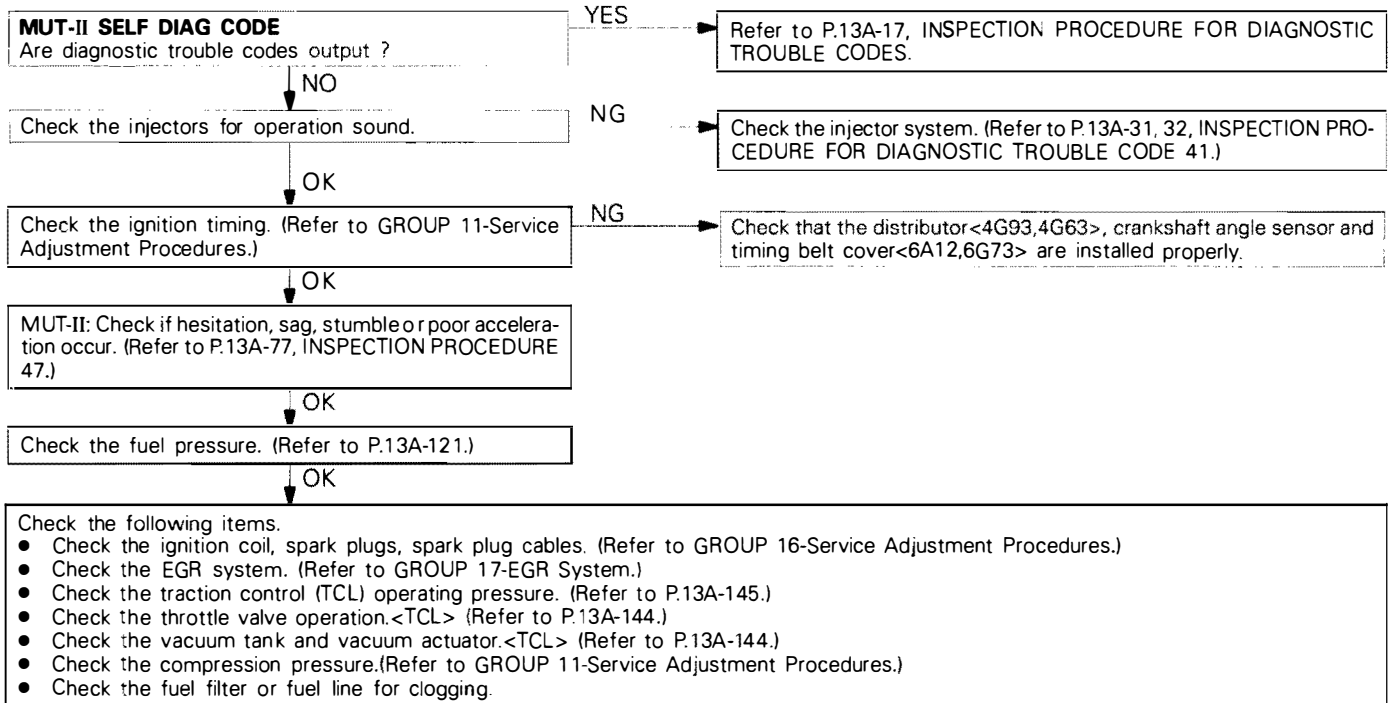 MUT-II SELF DIAG CODE
Are diagnostic trouble codes output ?
YES
Refer to P.13A-17, INSPECTION PROCEDURE FOR DIAGNOSTIC
TROUBLE CODES.
NO
Check the injectors for operation sound.
NG
Check the injector system. (Refer to P.13A-31, 32, INSPECTION PRO-
CEDURE FOR DIAGNOSTIC TROUBLE CODE 41.)
OK
Check the ignition timing. (Refer to GROUP 11-Service
Adjustment Procedures.)
NG
Check that the distributor<4G93,4G63>, crankshaft angle sensor and
timing belt cover<6A12,6G73> are installed properly.
OK
MUT-II: Check if hesitation, sag, stumble or poor accelera-
tion occur. (Refer to P.13A-77, INSPECTION PROCEDURE
47.)
OK
Check the fuel pressure. (Refer to P.13A-121.)
OK
Check the following items.
● Check the ignition coil, spark plugs, spark plug cables. (Refer to GROUP 16-Service Adjustment Procedures.)
● Check the EGR system. (Refer to GROUP 17-EGR System.)
● Check the traction control (TCL) operating pressure. (Refer to P.13A-145.)
● Check the throttle valve operation.<TCL> (Refer to P.13A-144.)
● Check the vacuum tank and vacuum actuator.<TCL> (Refer to P.13A-144.)
● Check the compression pressure.(Refer to GROUP 11-Service Adjustment Procedures.)
● Check the fuel filter or fuel line for clogging.